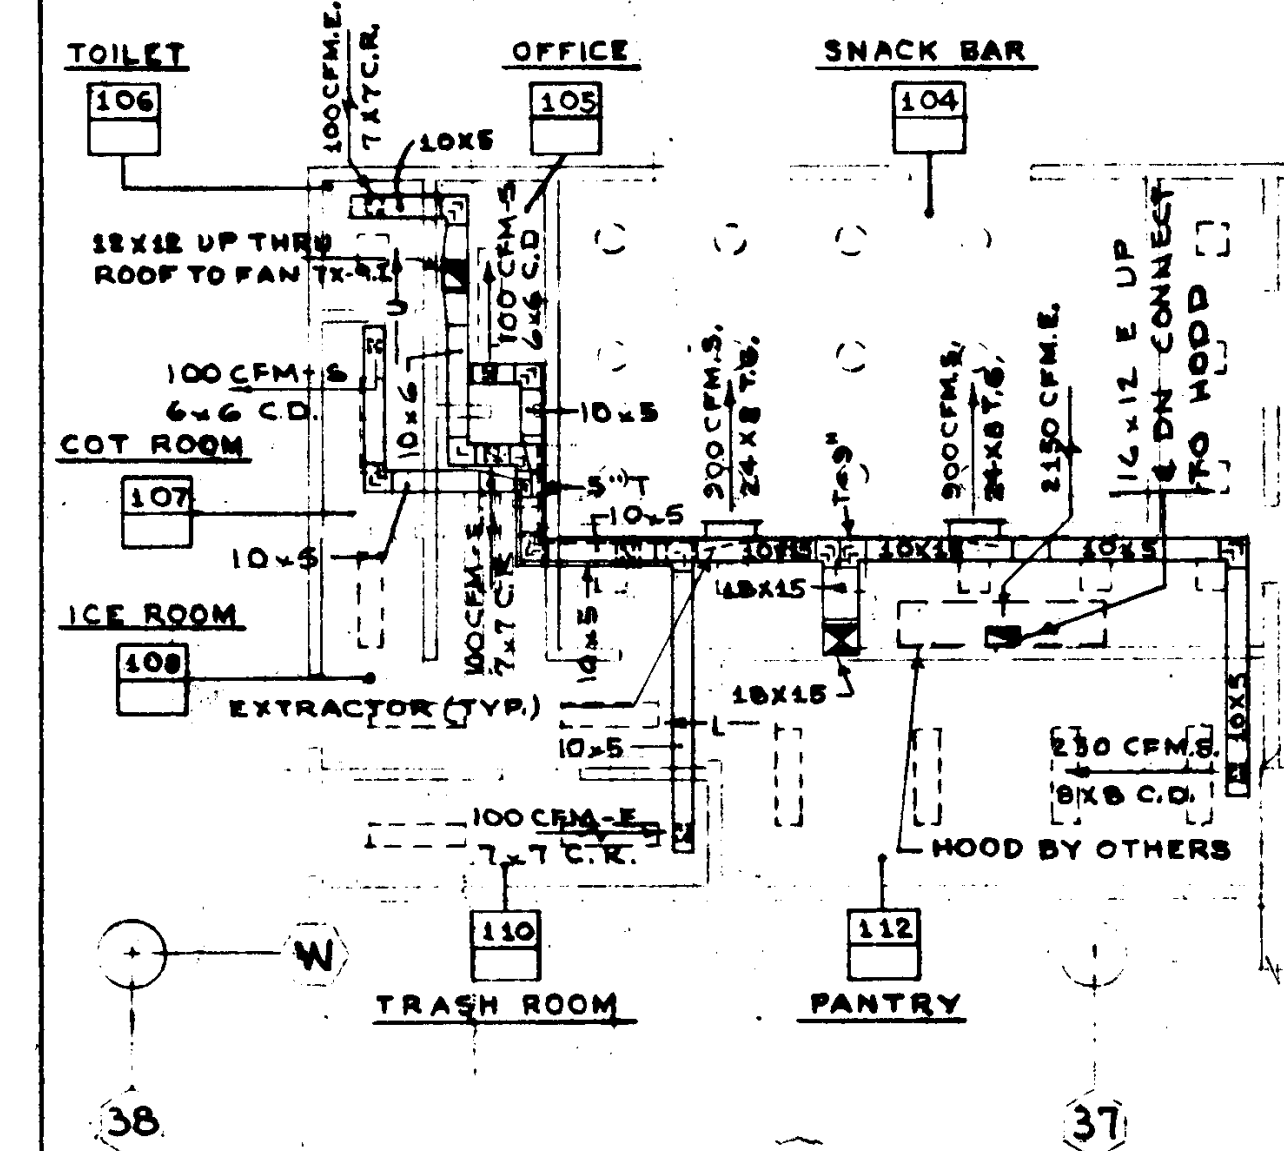 TOILET
106
100 CFM.E.
7X7 C.R.
10X5
OFFICE
105
SNACK BAR
104
12X12 UP THRU
ROOF TO FAN
100 CFM-S
6x6 C.D
16x12 E UP
& DN CONNECT
TO HOOD
U
100 CFM-S
6x6 C.D.
10x6
10x5
COT ROOM
107
900 CFM.S.
24X8 T.G.
900 CFM.S.
24X8 T.G.
2150 CFM.E.
5"T
10x5
10x5
10X15
10X15
10X5
18X15
ICE ROOM
108
100 CFM-E
7x7 C.R.
10x5
18X15
EXTRACTOR (TYP.)
L
10x5
10X5
250 CFM.S.
8X8 C.D.
100 CFM-E
7x7 C.R.
HOOD BY OTHERS
110
112
W
TRASH ROOM
PANTRY
38
37